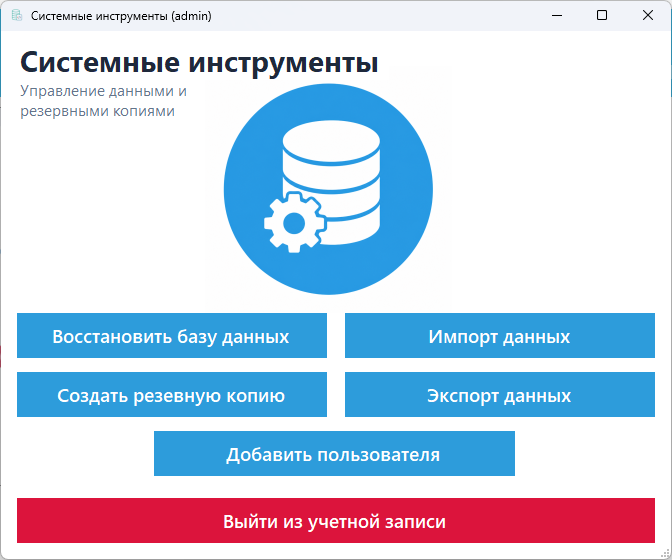 Системные инструменты (admin)
Системные инструменты
Управление данными и
резервными копиями
Восстановить базу данных
Импорт данных
Создать резевную копию
Экспорт данных
Добавить пользователя
Выйти из учетной записи